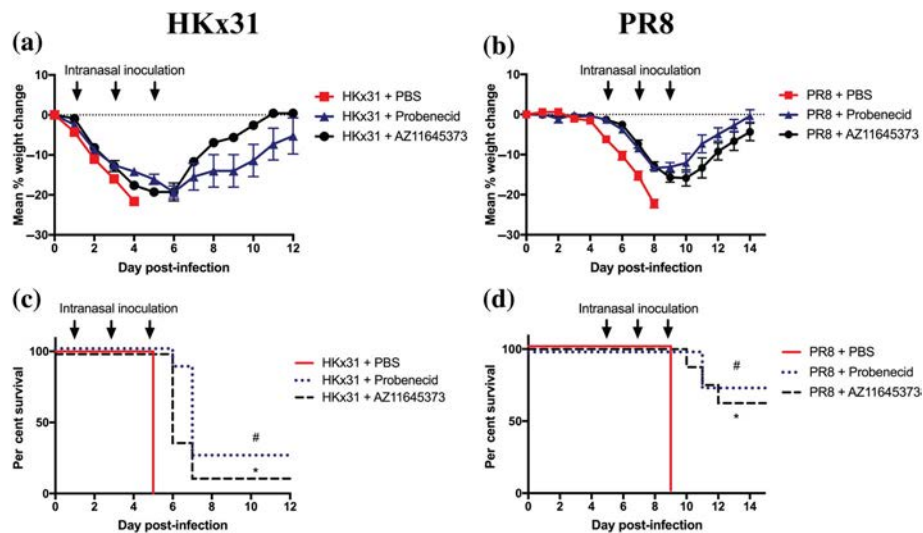 HKx31
PR8
(a)
Intranasal inoculation
10
0
–10
–20
–30
Mean % weight change
0 2 4 6 8 10 12
Day post-infection
HKx31 + PBS
HKx31 + Probenecid
HKx31 + AZ11645373
(b)
Intranasal inoculation
10
0
–10
–20
–30
Mean % weight change
0 2 4 6 8 10 12 14
Day post-infection
PR8 + PBS
PR8 + Probenecid
PR8 + AZ11645373
(c)
Intranasal inoculation
100
50
0
Per cent survival
#
*
0 2 4 6 8 10 12
Day post-infection
HKx31 + PBS
HKx31 + Probenecid
HKx31 + AZ11645373
(d)
Intranasal inoculation
100
50
0
Per cent survival
#
*
0 2 4 6 8 10 12 14
Day post-infection
PR8 + PBS
PR8 + Probenecid
PR8 + AZ11645373